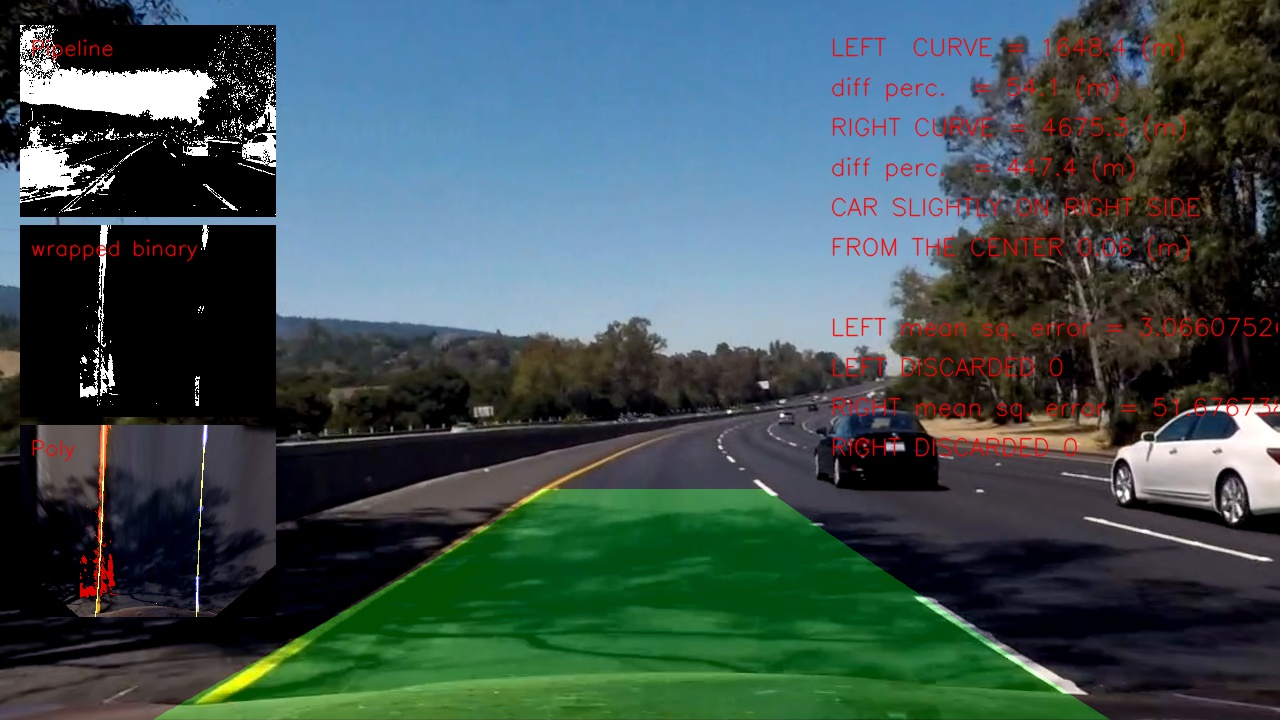 Pipeline
wrapped binary
Poly
LEFT CURVE = 1648.4 (m)
diff perc. = 54.1 (m)
RIGHT CURVE = 4675.3 (m)
diff perc. = 447.4 (m)
CAR SLIGHTLY ON RIGHT SIDE
FROM THE CENTER 0.06 (m)
LEFT mean sq. error = 3.0660752
LEFT DISCARDED 0
RIGHT mean sq. error = 51.67673
RIGHT DISCARDED 0